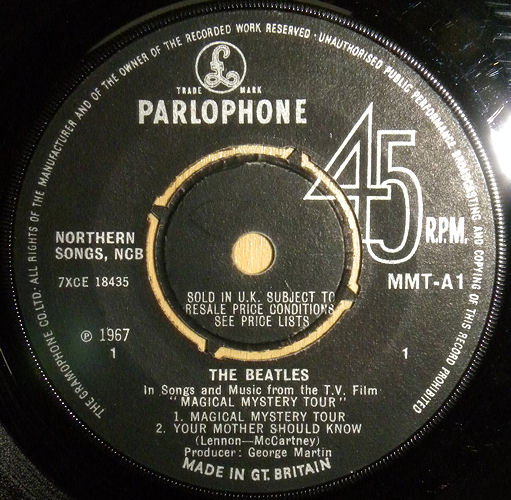 THE GRAMOPHONE CO.LTD. ALL RIGHTS OF THE MANUFACTURER AND OF THE OWNER OF THE RECORDED WORK RESERVED · UNAUTHORISED PUBLIC PERFORMANCE BROADCASTING AND COPYING OF THIS RECORD PROHIBITED
£
TRADE MARK
PARLOPHONE
45
R.P.M.
NORTHERN
SONGS, NCB
7XCE 18435
MMT-A1
SOLD IN U.K. SUBJECT TO
RESALE PRICE CONDITIONS
SEE PRICE LISTS
℗ 1967
1
1
THE BEATLES
In Songs and Music from the T.V. Film
"MAGICAL MYSTERY TOUR"
1. MAGICAL MYSTERY TOUR
2. YOUR MOTHER SHOULD KNOW
(Lennon—McCartney)
Producer: George Martin
MADE IN GT. BRITAIN